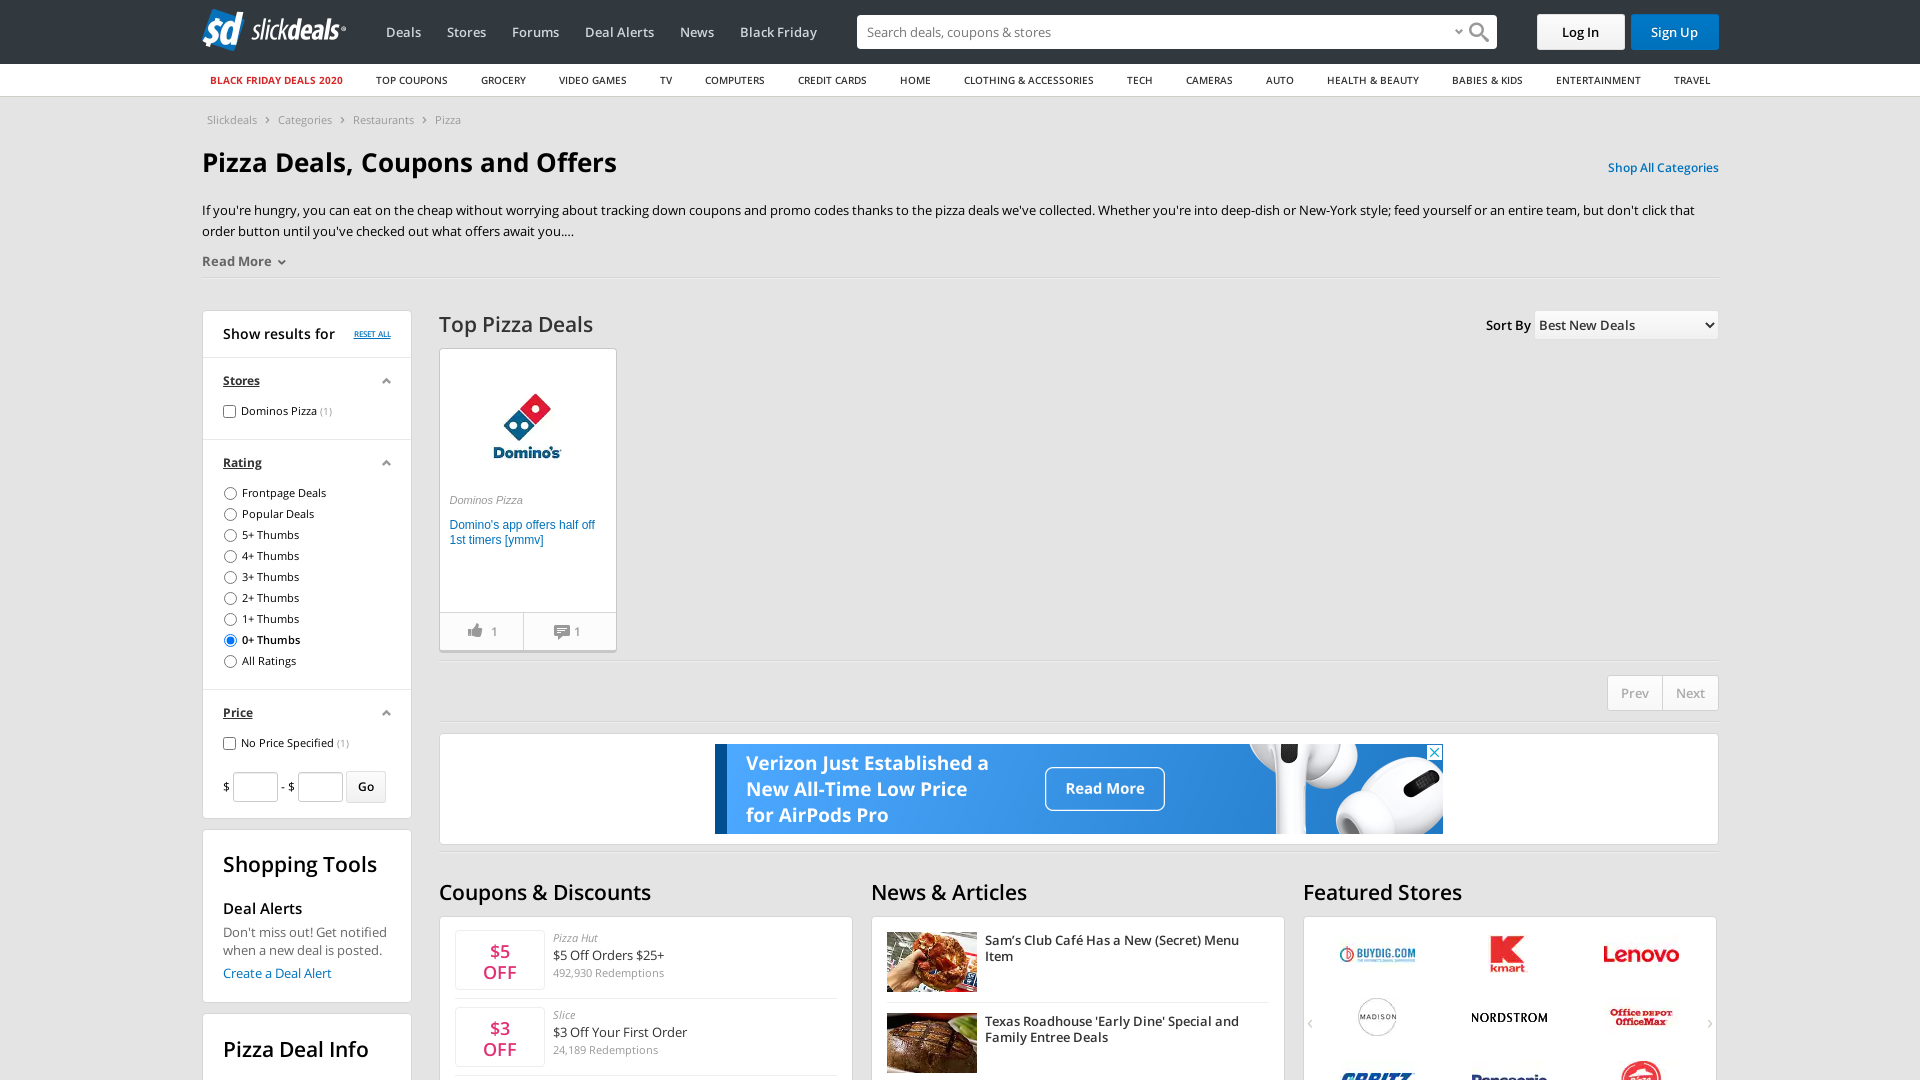 sd slickdeals
Deals Stores Forums Deal Alerts News Black Friday
Search deals, coupons & stores
Log In
Sign Up
BLACK FRIDAY DEALS 2020 TOP COUPONS GROCERY VIDEO GAMES TV COMPUTERS CREDIT CARDS HOME CLOTHING & ACCESSORIES TECH CAMERAS AUTO HEALTH & BEAUTY BABIES & KIDS ENTERTAINMENT TRAVEL
Slickdeals > Categories > Restaurants > Pizza
Pizza Deals, Coupons and Offers
Shop All Categories
If you're hungry, you can eat on the cheap without worrying about tracking down coupons and promo codes thanks to the pizza deals we've collected. Whether you're into deep-dish or New-York style; feed yourself or an entire team, but don't click that
order button until you've checked out what offers await you....
Read More
Show results for RESET ALL
Stores
Dominos Pizza (1)
Rating
Frontpage Deals
Popular Deals
5+ Thumbs
4+ Thumbs
3+ Thumbs
2+ Thumbs
1+ Thumbs
0+ Thumbs
All Ratings
Price
No Price Specified (1)
$ - $ Go
Shopping Tools
Deal Alerts
Don't miss out! Get notified
when a new deal is posted.
Create a Deal Alert
Pizza Deal Info
Top Pizza Deals
Sort By Best New Deals
Domino's
Dominos Pizza
Domino's app offers half off
1st timers [ymmv]
1 1
Prev Next
Verizon Just Established a
New All-Time Low Price
for AirPods Pro
Read More
Coupons & Discounts
$5
OFF
Pizza Hut
$5 Off Orders $25+
492,930 Redemptions
$3
OFF
Slice
$3 Off Your First Order
24,189 Redemptions
News & Articles
Sam’s Club Café Has a New (Secret) Menu
Item
Texas Roadhouse 'Early Dine' Special and
Family Entree Deals
Featured Stores
BUYDIG.COM
kmart
Lenovo
MADISON
NORDSTROM
Office DEPOT
OfficeMax
ORBITZ
Panasonic